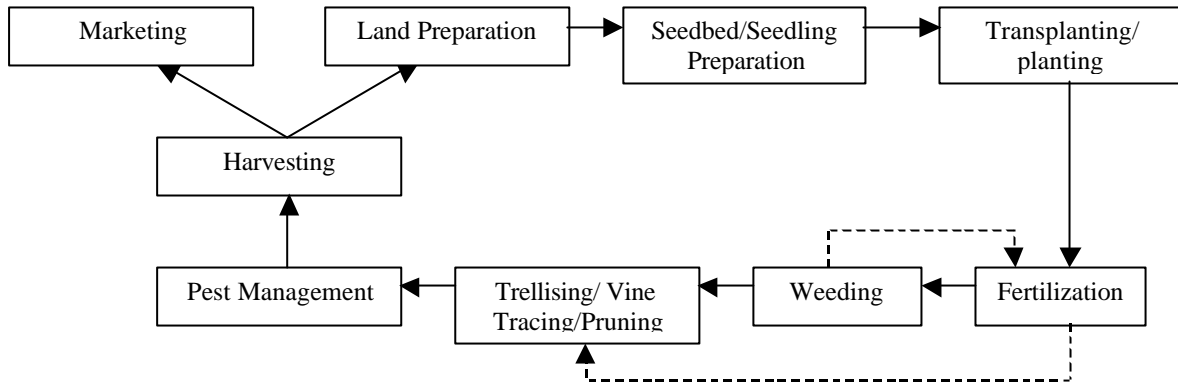 Marketing
Land Preparation
Seedbed/Seedling
Preparation
Transplanting/
planting
Harvesting
Pest Management
Trellising/ Vine
Tracing/Pruning
Weeding
Fertilization